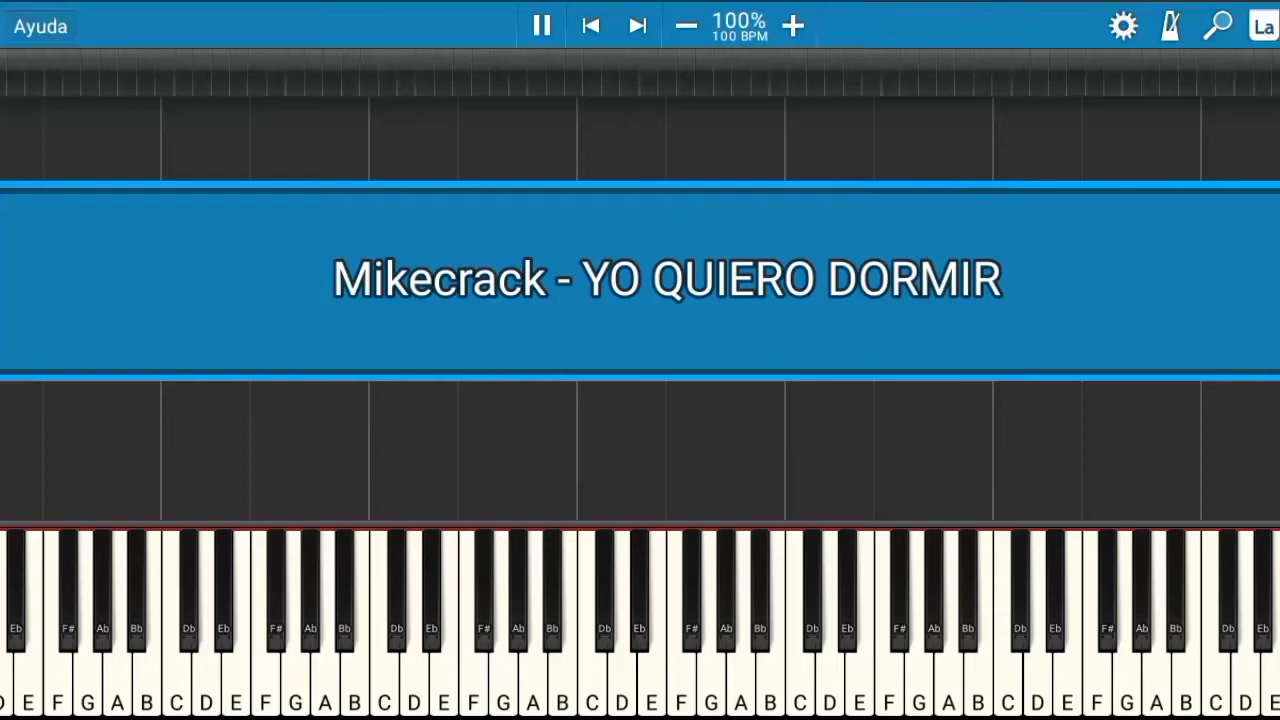 Ayuda
100%
100 BPM
La
Mikecrack - YO QUIERO DORMIR
Eb F# Ab Bb Db Eb F# Ab Bb Db Eb F# Ab Bb Db Eb F# Ab Bb Db Eb F# Ab Bb Db Eb F# Ab Bb Db Eb
D E F G A B C D E F G A B C D E F G A B C D E F G A B C D E F G A B C D E F G A B C D E